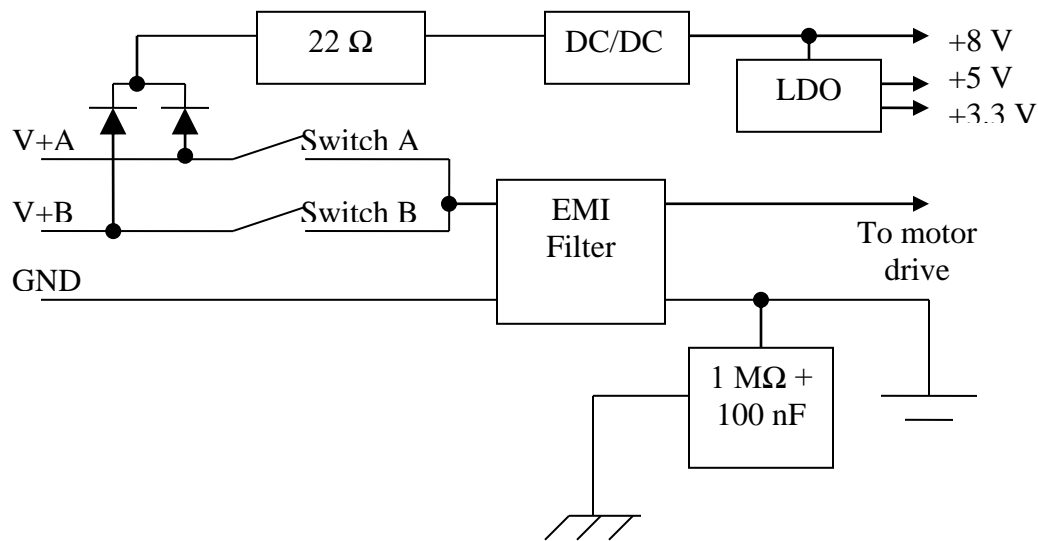 22 Ω
DC/DC
+8 V
LDO
+5 V
+3.3 V
V+A
Switch A
V+B
Switch B
EMI
Filter
To motor
drive
GND
1 MΩ +
100 nF